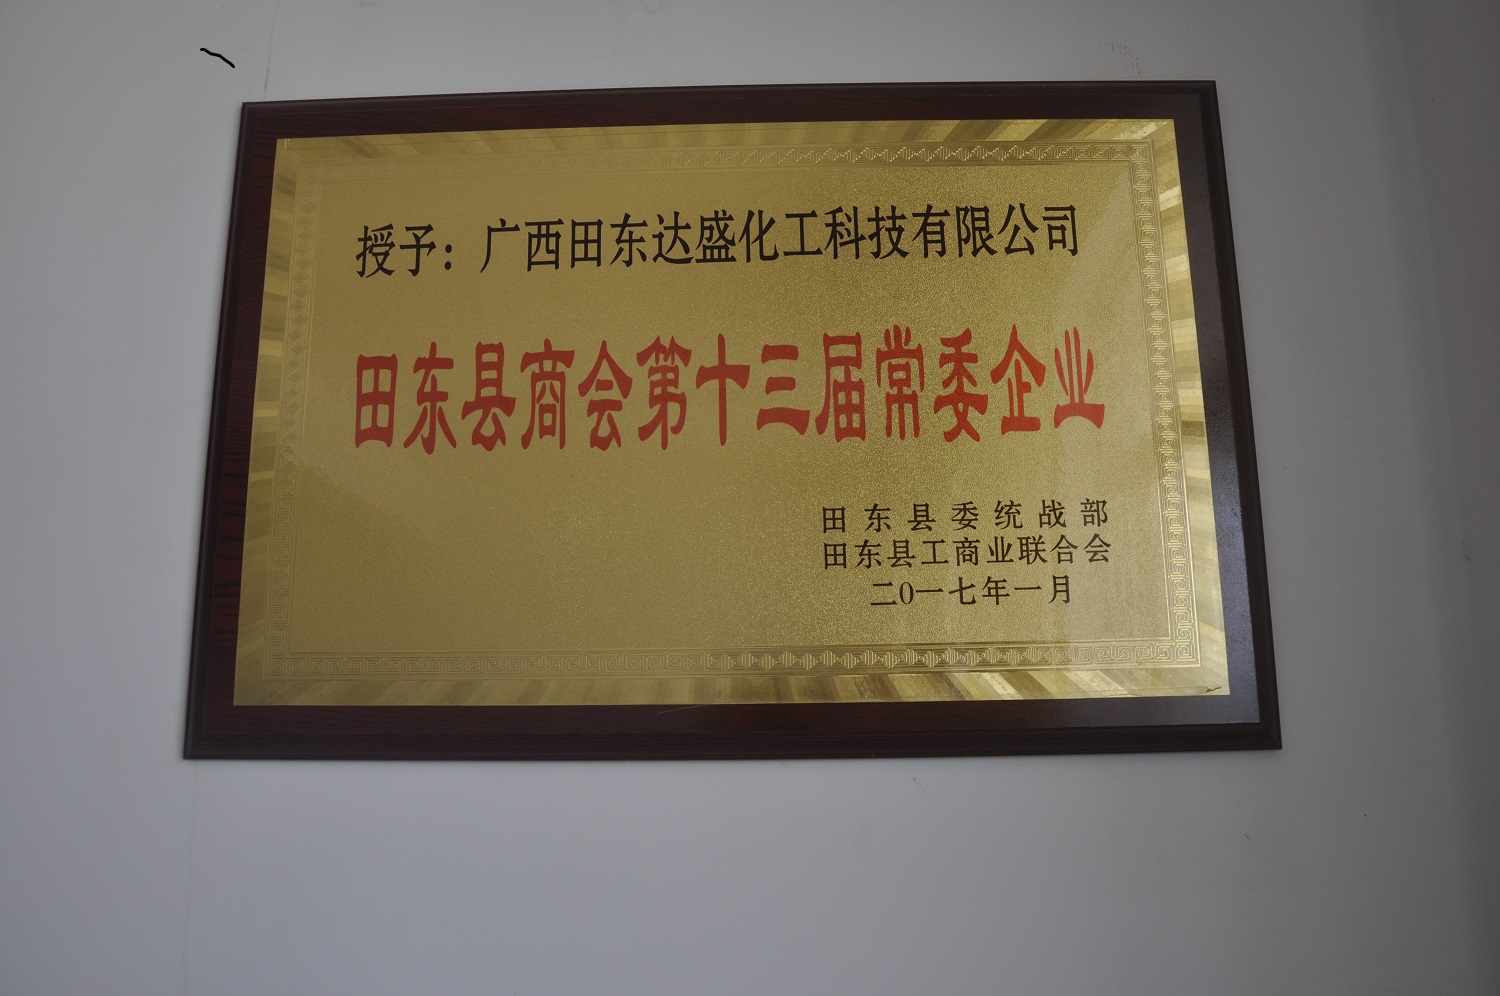 授予：广西田东达盛化工科技有限公司
田东县商会第十三届常委企业
田东县委统战部
田东县工商业联合会
二0一七年一月